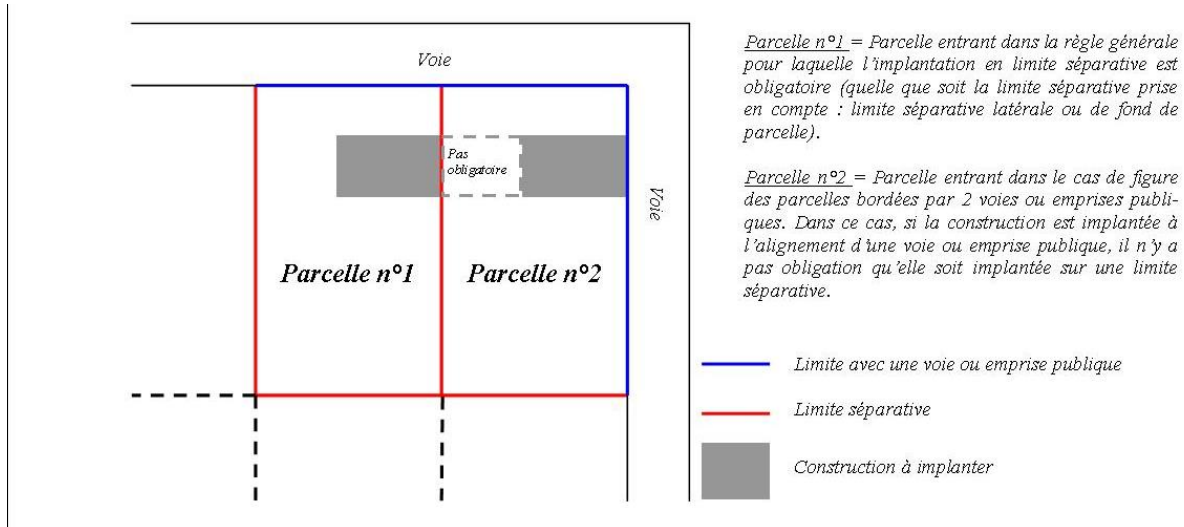 Voie
Pas
obligatoire
Voie
Parcelle n°1
Parcelle n°2
Parcelle n°1 = Parcelle entrant dans la règle générale
pour laquelle l'implantation en limite séparative est
obligatoire (quelle que soit la limite séparative prise
en compte : limite séparative latérale ou de fond de
parcelle).
Parcelle n°2 = Parcelle entrant dans le cas de figure
des parcelles bordées par 2 voies ou emprises publi-
ques. Dans ce cas, si la construction est implantée à
l'alignement d'une voie ou emprise publique, il n'y a
pas obligation qu'elle soit implantée sur une limite
séparative.
Limite avec une voie ou emprise publique
Limite séparative
Construction à implanter